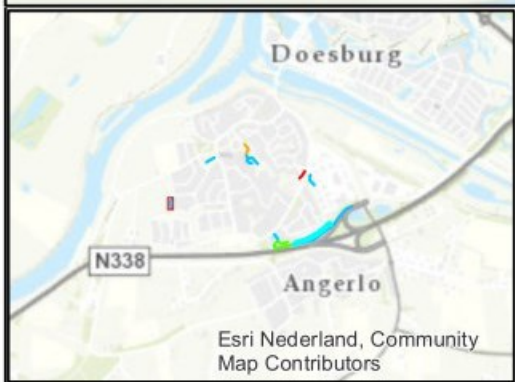 Doesburg
N338
Angerlo
Esri Nederland, Community
Map Contributors